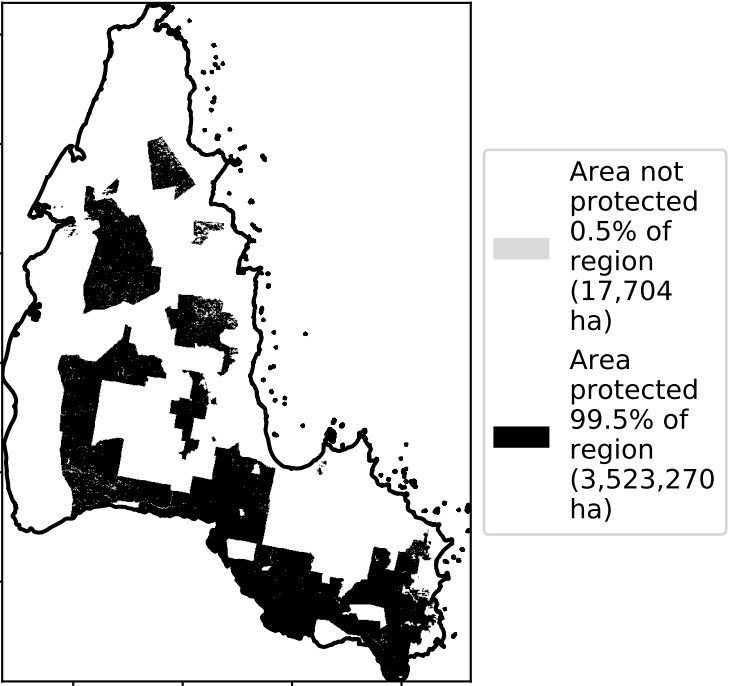 Area not
protected
0.5% of
region
(17,704
ha)
Area
protected
99.5% of
region
(3,523,270
ha)